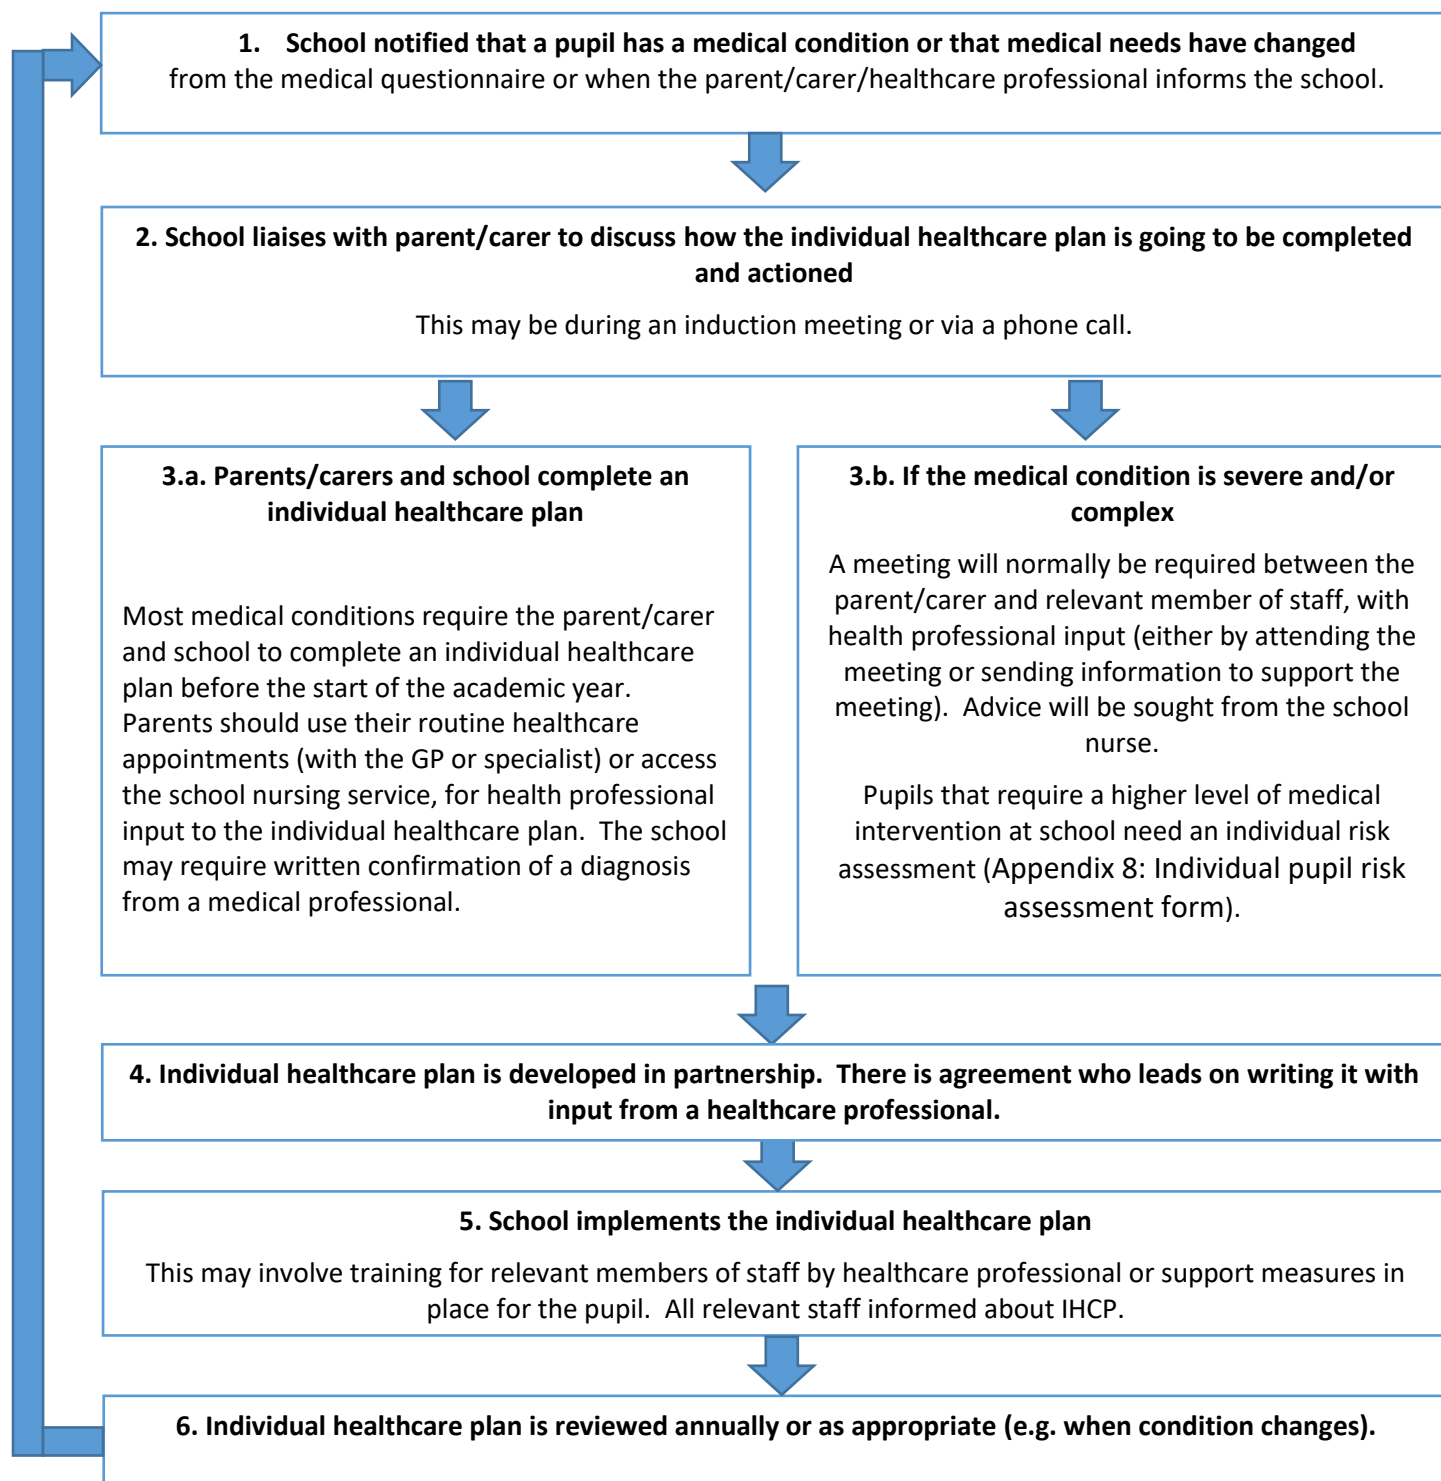 1. School notified that a pupil has a medical condition or that medical needs have changed
from the medical questionnaire or when the parent/carer/healthcare professional informs the school.
2. School liaises with parent/carer to discuss how the individual healthcare plan is going to be completed
and actioned
This may be during an induction meeting or via a phone call.
3.a. Parents/carers and school complete an
individual healthcare plan
Most medical conditions require the parent/carer
and school to complete an individual healthcare
plan before the start of the academic year.
Parents should use their routine healthcare
appointments (with the GP or specialist) or access
the school nursing service, for health professional
input to the individual healthcare plan.  The school
may require written confirmation of a diagnosis
from a medical professional.
3.b. If the medical condition is severe and/or
complex
A meeting will normally be required between the
parent/carer and relevant member of staff, with
health professional input (either by attending the
meeting or sending information to support the
meeting).  Advice will be sought from the school
nurse.
Pupils that require a higher level of medical
intervention at school need an individual risk
assessment (Appendix 8: Individual pupil risk
assessment form).
4. Individual healthcare plan is developed in partnership.  There is agreement who leads on writing it with
input from a healthcare professional.
5. School implements the individual healthcare plan
This may involve training for relevant members of staff by healthcare professional or support measures in
place for the pupil.  All relevant staff informed about IHCP.
6. Individual healthcare plan is reviewed annually or as appropriate (e.g. when condition changes).